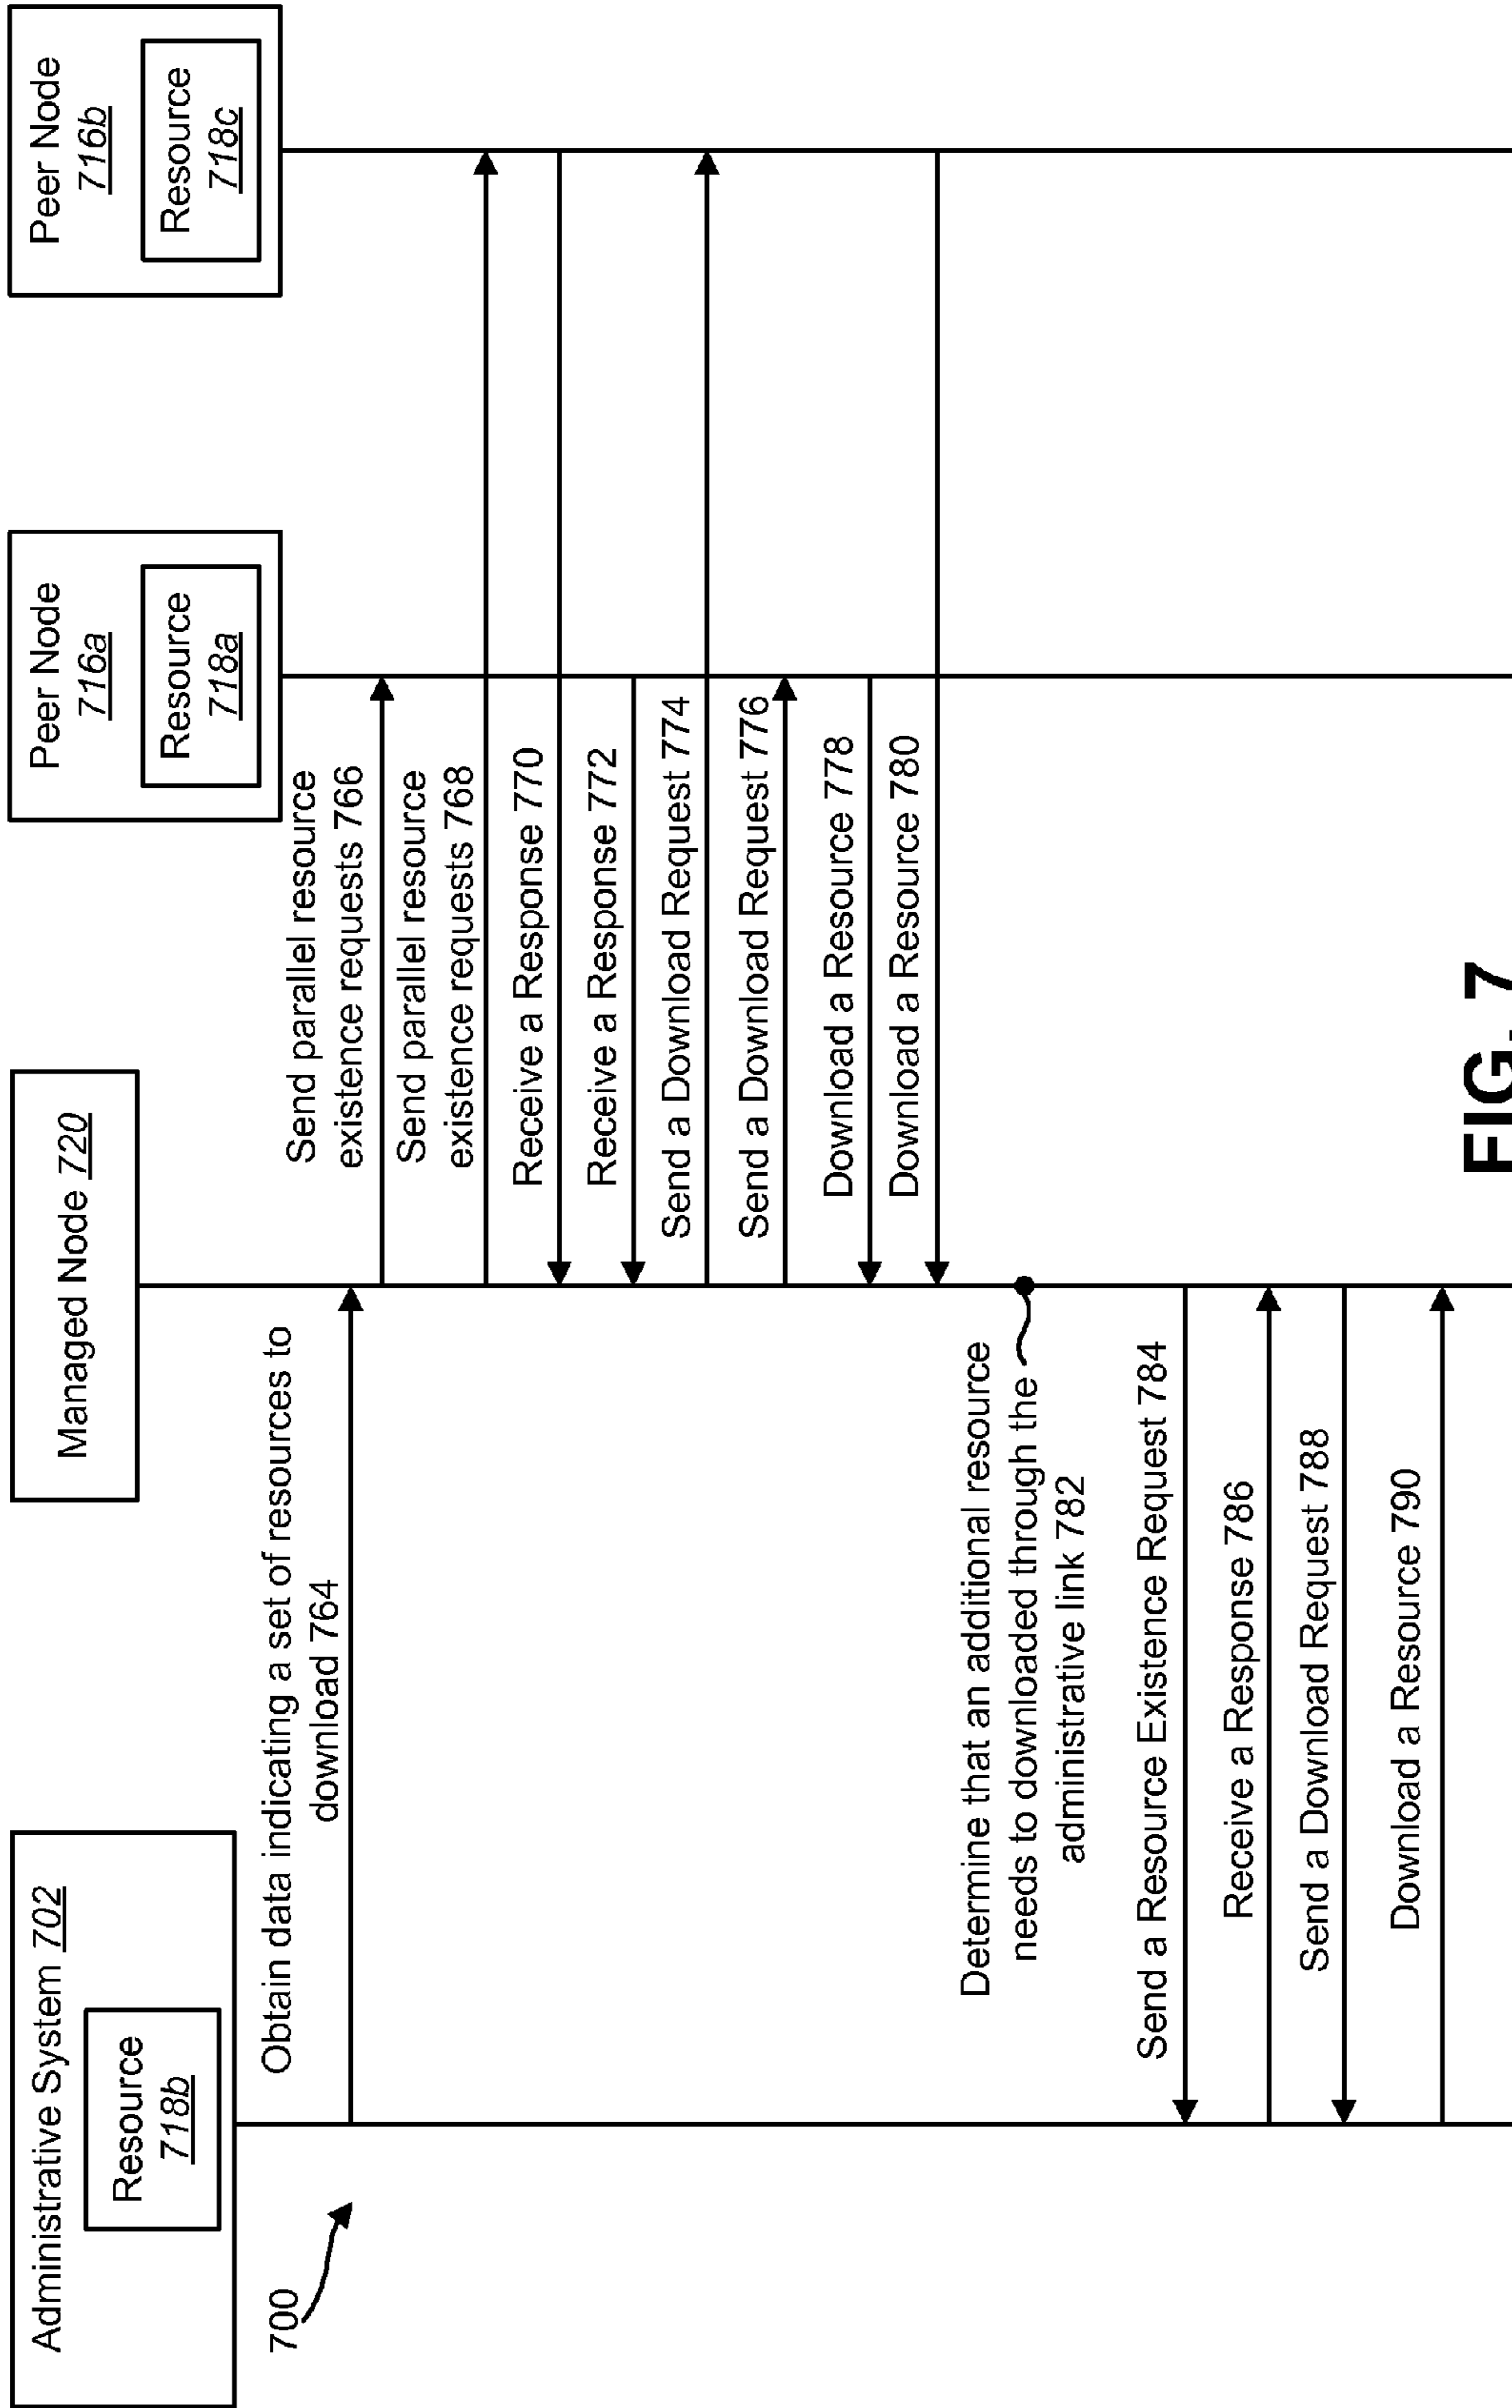 Administrative System 702
Resource
718b
Managed Node 720
Peer Node
716a
Resource
718a
Peer Node
716b
Resource
718c
700
Obtain data indicating a set of resources to
download 764
Send parallel resource
existence requests 766
Send parallel resource
existence requests 768
Receive a Response 770
Receive a Response 772
Send a Download Request 774
Send a Download Request 776
Download a Resource 778
Download a Resource 780
Determine that an additional resource
needs to downloaded through the
administrative link 782
Send a Resource Existence Request 784
Receive a Response 786
Send a Download Request 788
Download a Resource 790
FIG. 7